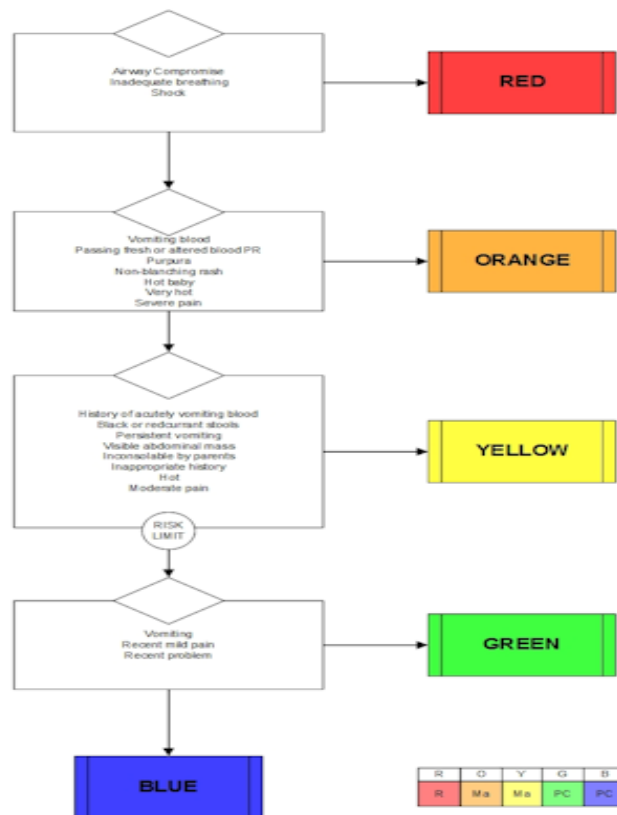 Airway Compromise
Inadequate breathing
Shock
RED
Vomiting blood
Passing fresh or altered blood PR
Purpura
Non-blanching rash
Hot baby
Very hot
Severe pain
ORANGE
History of acutely vomiting blood
Black or redcurrant stools
Persistent vomiting
Visible abdominal mass
Inconsolable by parents
Inappropriate history
Hot
Moderate pain
YELLOW
RISK
LIMIT
Vomiting
Recent mild pain
Recent problem
GREEN
BLUE
R O Y G B
R Ma Ma PC PC